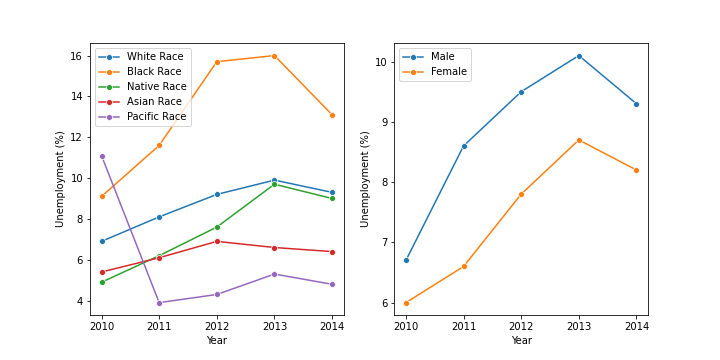 White Race
Black Race
Native Race
Asian Race
Pacific Race
16
14
12
10
8
6
4
Unemployment (%)
2010 2011 2012 2013 2014
Year
Male
Female
10
9
8
7
6
Unemployment (%)
2010 2011 2012 2013 2014
Year